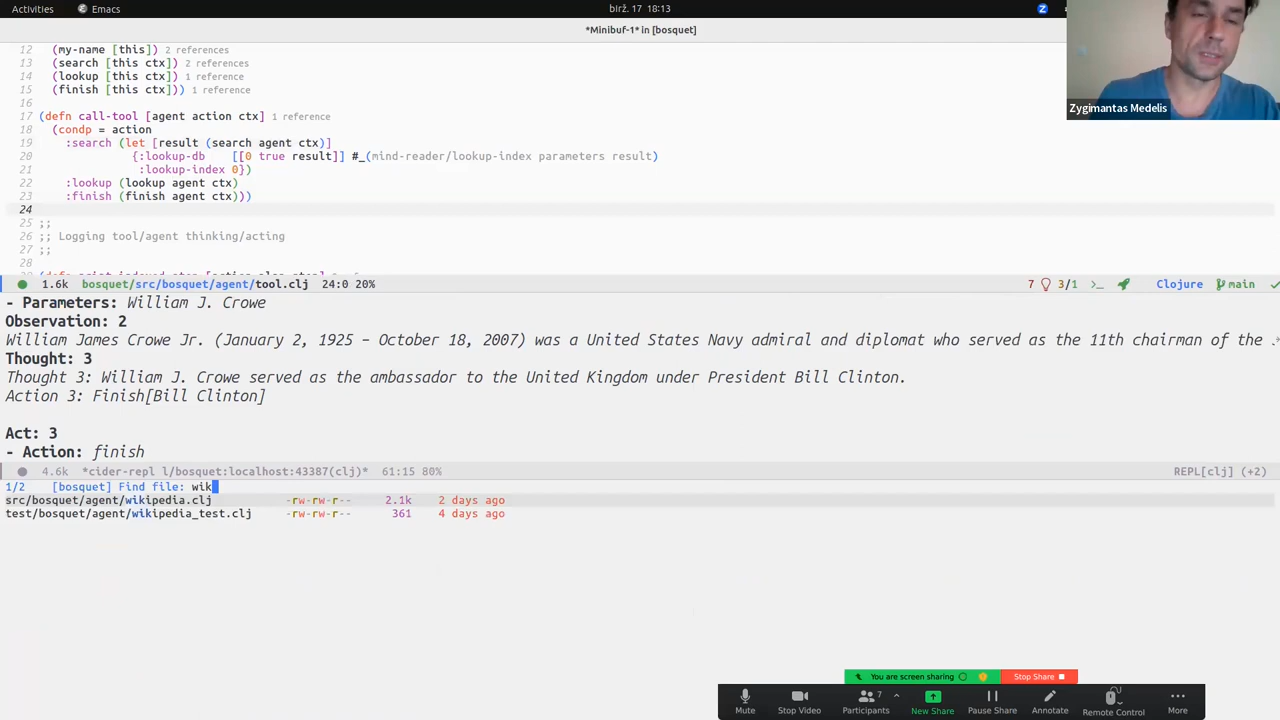 Activities Emacs birž. 17 18:13
*Minibuf-1* in [bosquet]
12 (my-name [this]) 2 references
13 (search [this ctx]) 2 references
14 (lookup [this ctx]) 1 reference
15 (finish [this ctx])) 1 reference
16
17 (defn call-tool [agent action ctx] 1 reference
18 (condp = action
19 :search (let [result (search agent ctx)]
20 {:lookup-db [[0 true result]] #_(mind-reader/lookup-index parameters result)
21 :lookup-index 0})
22 :lookup (lookup agent ctx)
23 :finish (finish agent ctx)))
24
25 ;;
26 ;; Logging tool/agent thinking/acting
27 ;;
28
1.6k bosquet/src/bosquet/agent/tool.clj 24:0 20% 7 3/1 Clojure main
- Parameters: William J. Crowe
Observation: 2
William James Crowe Jr. (January 2, 1925 – October 18, 2007) was a United States Navy admiral and diplomat who served as the 11th chairman of the
Thought: 3
Thought 3: William J. Crowe served as the ambassador to the United Kingdom under President Bill Clinton.
Action 3: Finish[Bill Clinton]
Act: 3
- Action: finish
4.6k *cider-repl l/bosquet:localhost:43387(clj)* 61:15 80% REPL[clj] (+2)
1/2 [bosquet] Find file: wik
src/bosquet/agent/wikipedia.clj -rw-rw-r-- 2.1k 2 days ago
test/bosquet/agent/wikipedia_test.clj -rw-rw-r-- 361 4 days ago
Zygimantas Medelis
You are screen sharing Stop Share
Mute Stop Video Participants 7 New Share Pause Share Annotate Remote Control More